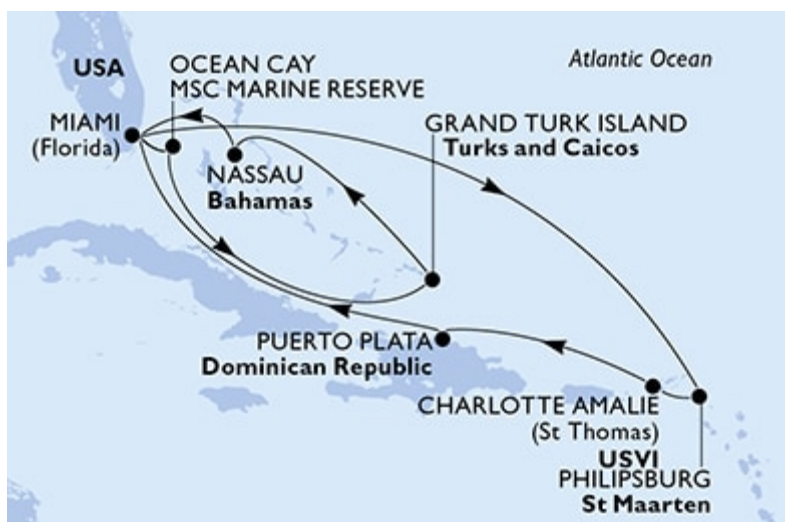 USA
OCEAN CAY
MSC MARINE RESERVE
Atlantic Ocean
MIAMI
(Florida)
GRAND TURK ISLAND
Turks and Caicos
NASSAU
Bahamas
PUERTO PLATA
Dominican Republic
CHARLOTTE AMALIE
(St Thomas)
USVI
PHILIPSBURG
St Maarten